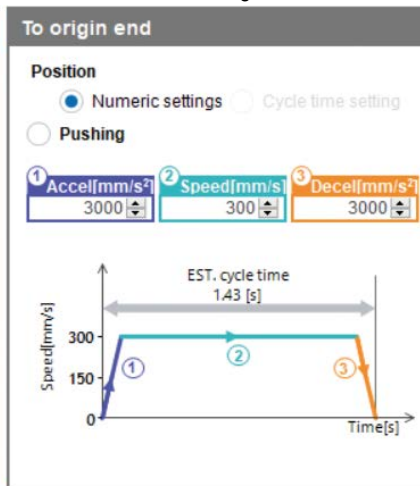 To origin end
Position
Numeric settings Cycle time setting
Pushing
1 Accel[mm/s²] 2 Speed[mm/s] 3 Decel[mm/s²]
3000 300 3000
EST. cycle time
1.43 [s]
Speed[mm/s]
300
150
0
1 2 3
Time[s]